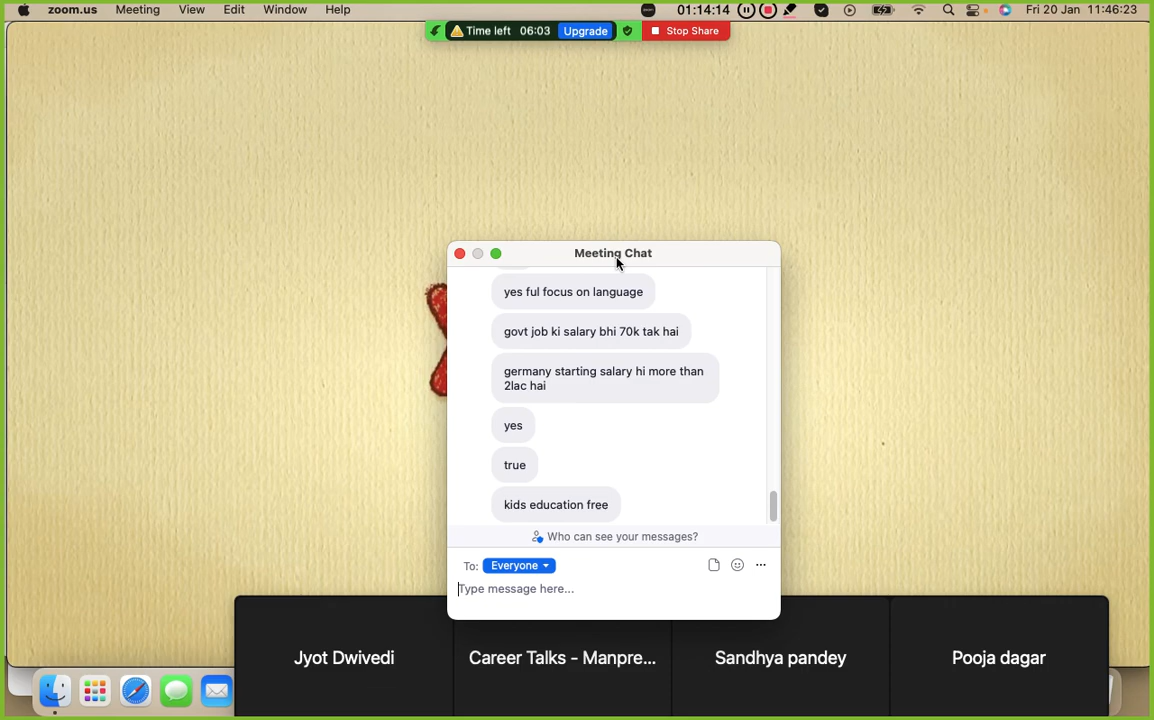 zoom.us Meeting View Edit Window Help 01:14:14 Fri 20 Jan 11:46:23
Time left 06:03 Upgrade Stop Share
Meeting Chat
yes ful focus on language
govt job ki salary bhi 70k tak hai
germany starting salary hi more than
2lac hai
yes
true
kids education free
Who can see your messages?
To: Everyone
Type message here...
Jyot Dwivedi Career Talks - Manpre... Sandhya pandey Pooja dagar